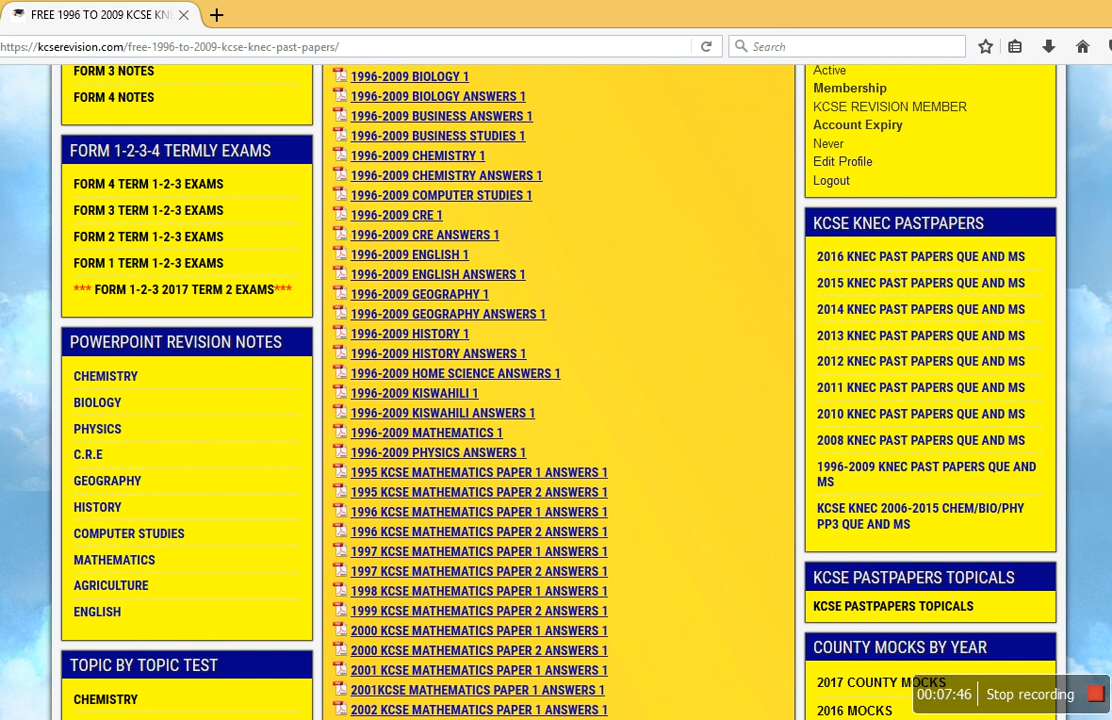 FREE 1996 TO 2009 KCSE KN
https://kcserevision.com/free-1996-to-2009-kcse-knec-past-papers/
Search
FORM 3 NOTES
FORM 4 NOTES
FORM 1-2-3-4 TERMLY EXAMS
FORM 4 TERM 1-2-3 EXAMS
FORM 3 TERM 1-2-3 EXAMS
FORM 2 TERM 1-2-3 EXAMS
FORM 1 TERM 1-2-3 EXAMS
*** FORM 1-2-3 2017 TERM 2 EXAMS***
POWERPOINT REVISION NOTES
CHEMISTRY
BIOLOGY
PHYSICS
C.R.E
GEOGRAPHY
HISTORY
COMPUTER STUDIES
MATHEMATICS
AGRICULTURE
ENGLISH
TOPIC BY TOPIC TEST
CHEMISTRY
1996-2009 BIOLOGY 1
1996-2009 BIOLOGY ANSWERS 1
1996-2009 BUSINESS ANSWERS 1
1996-2009 BUSINESS STUDIES 1
1996-2009 CHEMISTRY 1
1996-2009 CHEMISTRY ANSWERS 1
1996-2009 COMPUTER STUDIES 1
1996-2009 CRE 1
1996-2009 CRE ANSWERS 1
1996-2009 ENGLISH 1
1996-2009 ENGLISH ANSWERS 1
1996-2009 GEOGRAPHY 1
1996-2009 GEOGRAPHY ANSWERS 1
1996-2009 HISTORY 1
1996-2009 HISTORY ANSWERS 1
1996-2009 HOME SCIENCE ANSWERS 1
1996-2009 KISWAHILI 1
1996-2009 KISWAHILI ANSWERS 1
1996-2009 MATHEMATICS 1
1996-2009 PHYSICS ANSWERS 1
1995 KCSE MATHEMATICS PAPER 1 ANSWERS 1
1995 KCSE MATHEMATICS PAPER 2 ANSWERS 1
1996 KCSE MATHEMATICS PAPER 1 ANSWERS 1
1996 KCSE MATHEMATICS PAPER 2 ANSWERS 1
1997 KCSE MATHEMATICS PAPER 1 ANSWERS 1
1997 KCSE MATHEMATICS PAPER 2 ANSWERS 1
1998 KCSE MATHEMATICS PAPER 1 ANSWERS 1
1999 KCSE MATHEMATICS PAPER 2 ANSWERS 1
2000 KCSE MATHEMATICS PAPER 1 ANSWERS 1
2000 KCSE MATHEMATICS PAPER 2 ANSWERS 1
2001 KCSE MATHEMATICS PAPER 1 ANSWERS 1
2001KCSE MATHEMATICS PAPER 1 ANSWERS 1
2002 KCSE MATHEMATICS PAPER 1 ANSWERS 1
Active
Membership
KCSE REVISION MEMBER
Account Expiry
Never
Edit Profile
Logout
KCSE KNEC PASTPAPERS
2016 KNEC PAST PAPERS QUE AND MS
2015 KNEC PAST PAPERS QUE AND MS
2014 KNEC PAST PAPERS QUE AND MS
2013 KNEC PAST PAPERS QUE AND MS
2012 KNEC PAST PAPERS QUE AND MS
2011 KNEC PAST PAPERS QUE AND MS
2010 KNEC PAST PAPERS QUE AND MS
2008 KNEC PAST PAPERS QUE AND MS
1996-2009 KNEC PAST PAPERS QUE AND
MS
KCSE KNEC 2006-2015 CHEM/BIO/PHY
PP3 QUE AND MS
KCSE PASTPAPERS TOPICALS
KCSE PASTPAPERS TOPICALS
COUNTY MOCKS BY YEAR
2017 COUNTY MOCKS
2016 MOCKS
00:07:46 Stop recording